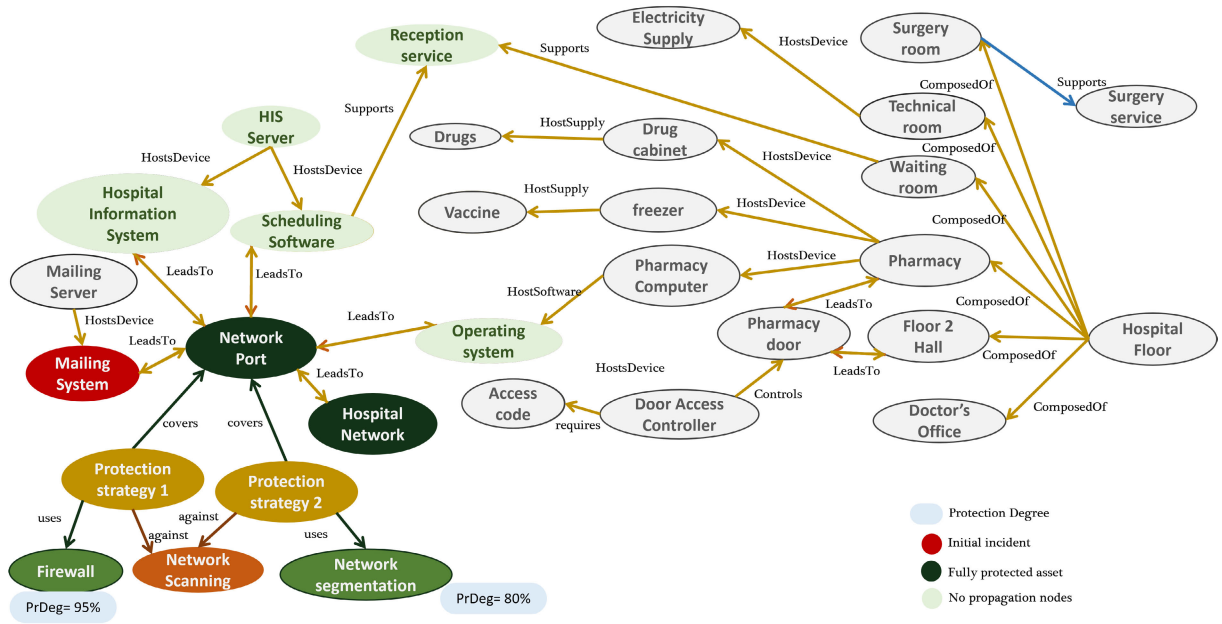 Electricity
Supply
HostsDevice
Surgery
room
Reception
service
Supports
ComposedOf
Supports
Surgery
service
Supports
HIS
Server
Technical
room
HostSupply
Drugs
Drug
cabinet
ComposedOf
HostsDevice
HostsDevice
HostsDevice
Waiting
room
Hospital
Information
System
HostSupply
HostsDevice
Vaccine
freezer
Scheduling
Software
ComposedOf
Pharmacy
HostsDevice
Mailing
Server
LeadsTo
LeadsTo
Pharmacy
Computer
HostSoftware
LeadsTo
ComposedOf
HostsDevice
LeadsTo
Network
Port
LeadsTo
Operating
system
Pharmacy
door
Floor 2
Hall
Hospital
Floor
ComposedOf
Mailing
System
LeadsTo
LeadsTo
HostsDevice
Controls
Access
code
requires
Door Access
Controller
Doctor's
Office
ComposedOf
Hospital
Network
covers
covers
Protection
strategy 1
Protection
strategy 2
uses
against
against
uses
Firewall
Network
Scanning
Network
segmentation
PrDeg= 95%
PrDeg= 80%
Protection Degree
Initial incident
Fully protected asset
No propagation nodes